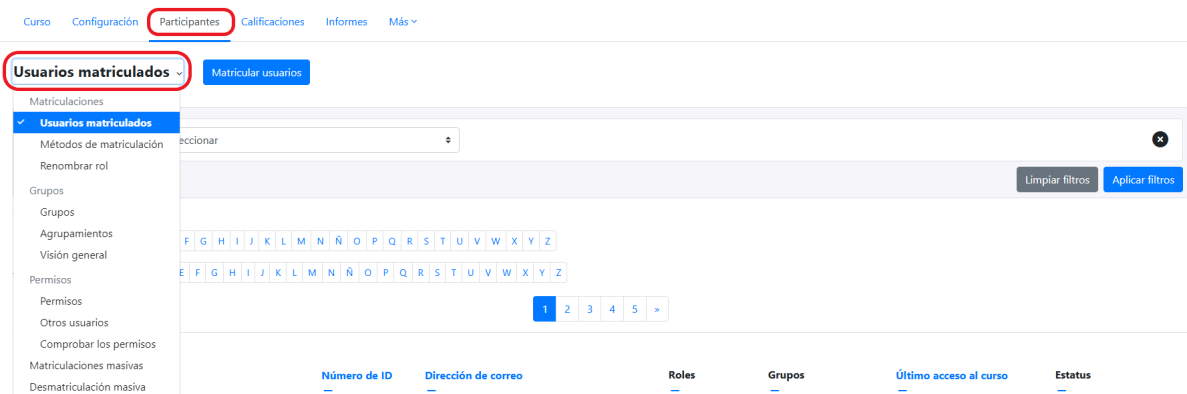 Curso Configuración Participantes Calificaciones Informes Más
Usuarios matriculados Matricular usuarios
Matriculaciones
Usuarios matriculados
eccionar
Métodos de matriculación
Renombrar rol
Limpiar filtros Aplicar filtros
Grupos
Grupos
Agrupamientos
F G H I J K L M N Ñ O P Q R S T U V W X Y Z
Visión general
E F G H I J K L M N Ñ O P Q R S T U V W X Y Z
Permisos
Permisos
1 2 3 4 5 »
Otros usuarios
Comprobar los permisos
Matriculaciones masivas
Número de ID Dirección de correo Roles Grupos Último acceso al curso Estatus
Desmatriculación masiva